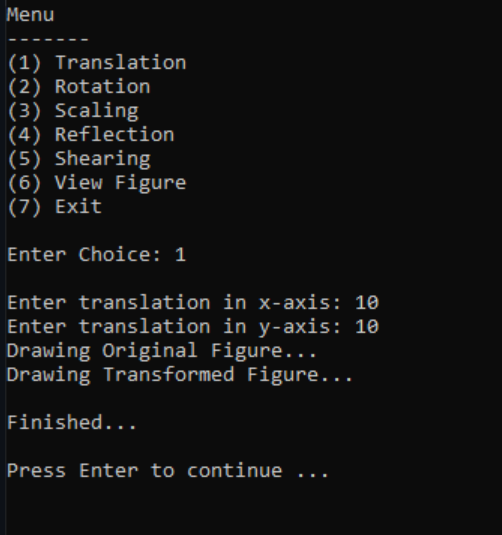 Menu
-------
(1) Translation
(2) Rotation
(3) Scaling
(4) Reflection
(5) Shearing
(6) View Figure
(7) Exit
Enter Choice: 1
Enter translation in x-axis: 10
Enter translation in y-axis: 10
Drawing Original Figure...
Drawing Transformed Figure...
Finished...
Press Enter to continue ...